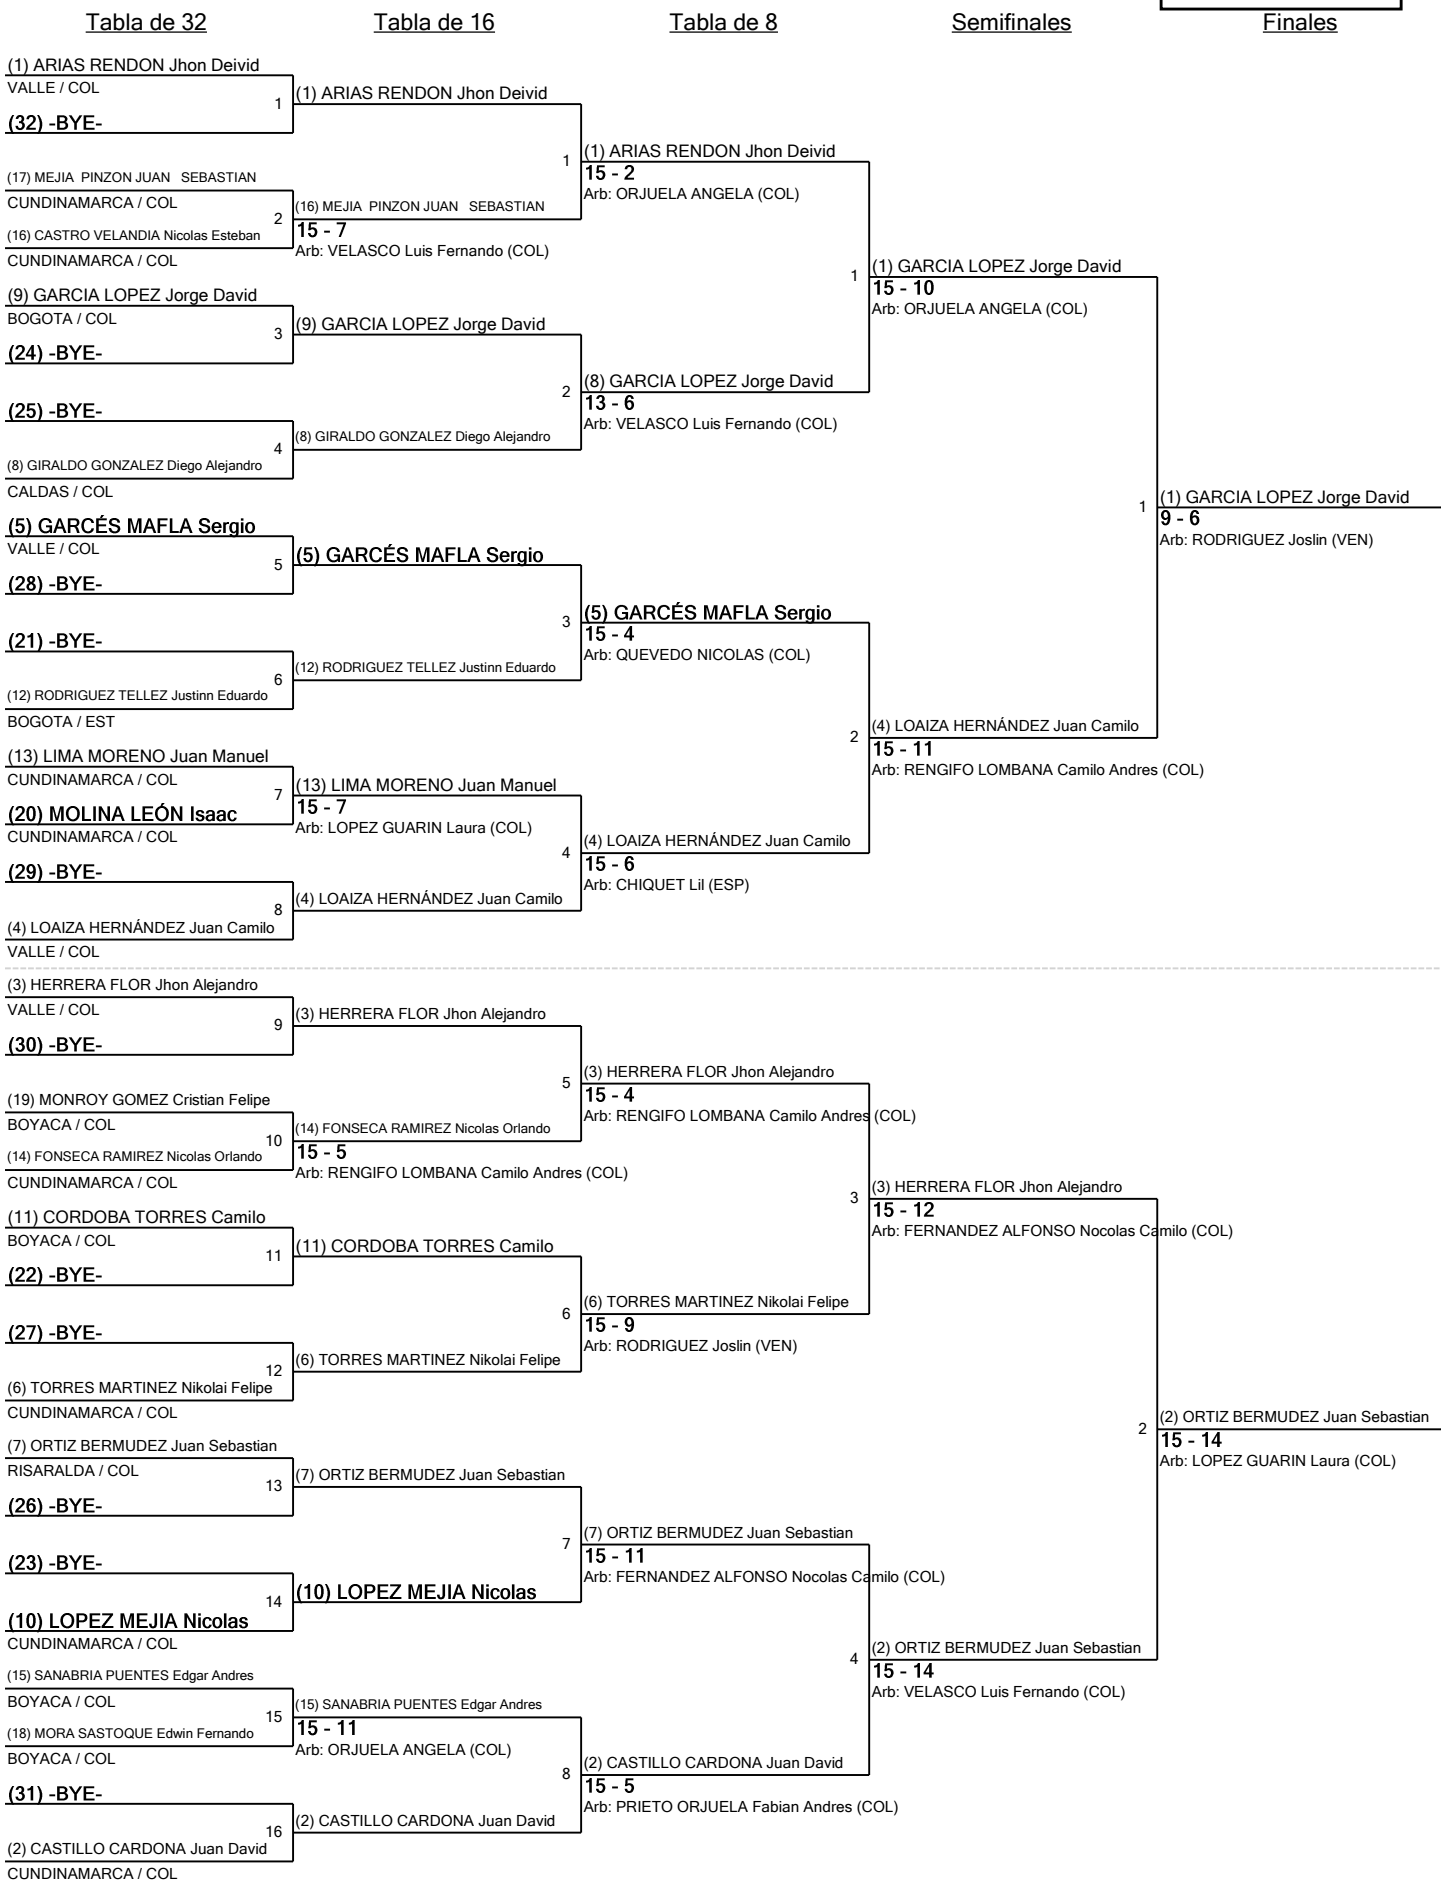 Tabla de 32
Tabla de 16
Tabla de 8
Semifinales
Finales
(1) ARIAS RENDON Jhon Deivid
VALLE / COL
1
(32) -BYE-
(17) MEJIA PINZON JUAN SEBASTIAN
CUNDINAMARCA / COL
2
(16) CASTRO VELANDIA Nicolas Esteban
CUNDINAMARCA / COL
(9) GARCIA LOPEZ Jorge David
BOGOTA / COL
3
(24) -BYE-
(25) -BYE-
4
(8) GIRALDO GONZALEZ Diego Alejandro
CALDAS / COL
(5) GARCÉS MAFLA Sergio
VALLE / COL
5
(28) -BYE-
(21) -BYE-
6
(12) RODRIGUEZ TELLEZ Justinn Eduardo
BOGOTA / EST
(13) LIMA MORENO Juan Manuel
CUNDINAMARCA / COL
7
(20) MOLINA LEÓN Isaac
CUNDINAMARCA / COL
(29) -BYE-
8
(4) LOAIZA HERNÁNDEZ Juan Camilo
VALLE / COL
(3) HERRERA FLOR Jhon Alejandro
VALLE / COL
9
(30) -BYE-
(19) MONROY GOMEZ Cristian Felipe
BOYACA / COL
10
(14) FONSECA RAMIREZ Nicolas Orlando
CUNDINAMARCA / COL
(11) CORDOBA TORRES Camilo
BOYACA / COL
11
(22) -BYE-
(27) -BYE-
12
(6) TORRES MARTINEZ Nikolai Felipe
CUNDINAMARCA / COL
(7) ORTIZ BERMUDEZ Juan Sebastian
RISARALDA / COL
13
(26) -BYE-
(23) -BYE-
14
(10) LOPEZ MEJIA Nicolas
CUNDINAMARCA / COL
(15) SANABRIA PUENTES Edgar Andres
BOYACA / COL
15
(18) MORA SASTOQUE Edwin Fernando
BOYACA / COL
(31) -BYE-
16
(2) CASTILLO CARDONA Juan David
CUNDINAMARCA / COL
(1) ARIAS RENDON Jhon Deivid
1
(16) MEJIA PINZON JUAN SEBASTIAN
15 - 7
Arb: VELASCO Luis Fernando (COL)
(9) GARCIA LOPEZ Jorge David
2
(8) GIRALDO GONZALEZ Diego Alejandro
(5) GARCÉS MAFLA Sergio
3
(12) RODRIGUEZ TELLEZ Justinn Eduardo
(13) LIMA MORENO Juan Manuel
15 - 7
Arb: LOPEZ GUARIN Laura (COL)
4
(4) LOAIZA HERNÁNDEZ Juan Camilo
(3) HERRERA FLOR Jhon Alejandro
5
(14) FONSECA RAMIREZ Nicolas Orlando
15 - 5
Arb: RENGIFO LOMBANA Camilo Andres (COL)
(11) CORDOBA TORRES Camilo
6
(6) TORRES MARTINEZ Nikolai Felipe
(7) ORTIZ BERMUDEZ Juan Sebastian
7
(10) LOPEZ MEJIA Nicolas
(15) SANABRIA PUENTES Edgar Andres
15 - 11
Arb: ORJUELA ANGELA (COL)
8
(2) CASTILLO CARDONA Juan David
(1) ARIAS RENDON Jhon Deivid
15 - 2
Arb: ORJUELA ANGELA (COL)
1
(8) GARCIA LOPEZ Jorge David
13 - 6
Arb: VELASCO Luis Fernando (COL)
(5) GARCÉS MAFLA Sergio
15 - 4
Arb: QUEVEDO NICOLAS (COL)
2
(4) LOAIZA HERNÁNDEZ Juan Camilo
15 - 6
Arb: CHIQUET Lil (ESP)
(3) HERRERA FLOR Jhon Alejandro
15 - 4
Arb: RENGIFO LOMBANA Camilo Andres (COL)
3
(6) TORRES MARTINEZ Nikolai Felipe
15 - 9
Arb: RODRIGUEZ Joslin (VEN)
(7) ORTIZ BERMUDEZ Juan Sebastian
15 - 11
Arb: FERNANDEZ ALFONSO Nocolas Camilo (COL)
4
(2) CASTILLO CARDONA Juan David
15 - 5
Arb: PRIETO ORJUELA Fabian Andres (COL)
(1) GARCIA LOPEZ Jorge David
15 - 10
Arb: ORJUELA ANGELA (COL)
1
(4) LOAIZA HERNÁNDEZ Juan Camilo
15 - 11
Arb: RENGIFO LOMBANA Camilo Andres (COL)
(3) HERRERA FLOR Jhon Alejandro
15 - 12
Arb: FERNANDEZ ALFONSO Nocolas Camilo (COL)
2
(2) ORTIZ BERMUDEZ Juan Sebastian
15 - 14
Arb: VELASCO Luis Fernando (COL)
(1) GARCIA LOPEZ Jorge David
9 - 6
Arb: RODRIGUEZ Joslin (VEN)
(2) ORTIZ BERMUDEZ Juan Sebastian
15 - 14
Arb: LOPEZ GUARIN Laura (COL)